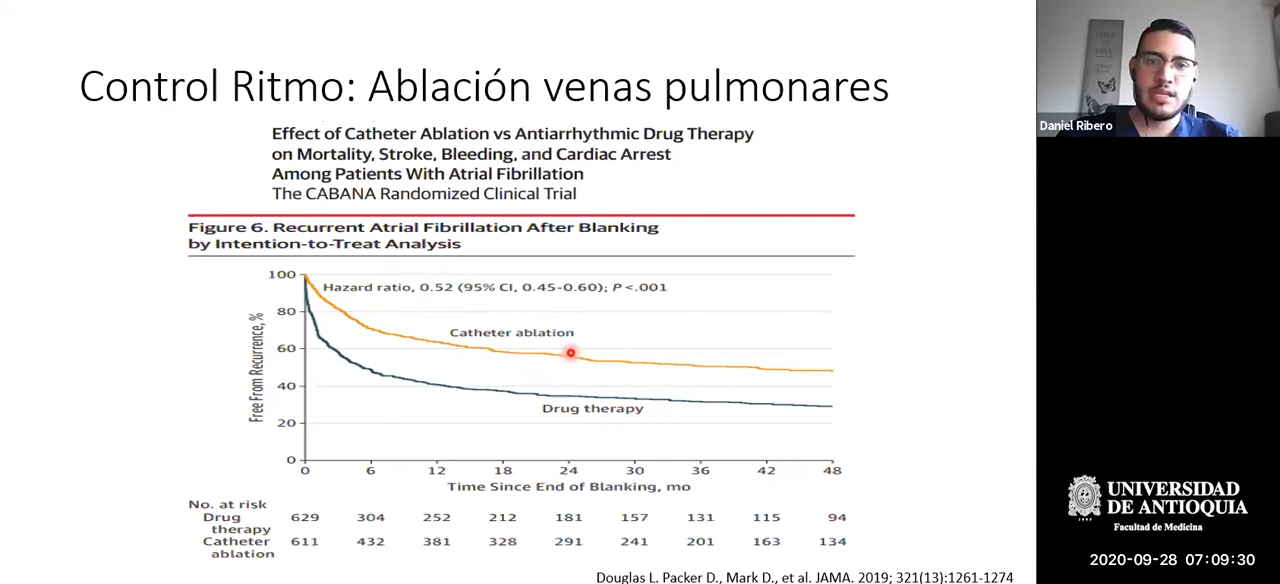 Control Ritmo: Ablación venas pulmonares
Effect of Catheter Ablation vs Antiarrhythmic Drug Therapy
on Mortality, Stroke, Bleeding, and Cardiac Arrest
Among Patients With Atrial Fibrillation
The CABANA Randomized Clinical Trial
Figure 6. Recurrent Atrial Fibrillation After Blanking
by Intention-to-Treat Analysis
Free From Recurrence, %
100
80
60
40
20
0
Hazard ratio, 0.52 (95% CI, 0.45-0.60); P <.001
Catheter ablation
Drug therapy
0 6 12 18 24 30 36 42 48
Time Since End of Blanking, mo
No. at risk
Drug 629 304 252 212 181 157 131 115 94
therapy
Catheter 611 432 381 328 291 241 201 163 134
ablation
Douglas L. Packer D., Mark D., et al. JAMA. 2019; 321(13):1261-1274
Daniel Ribero
UNIVERSIDAD
DE ANTIOQUIA
Facultad de Medicina
2020-09-28 07:09:30